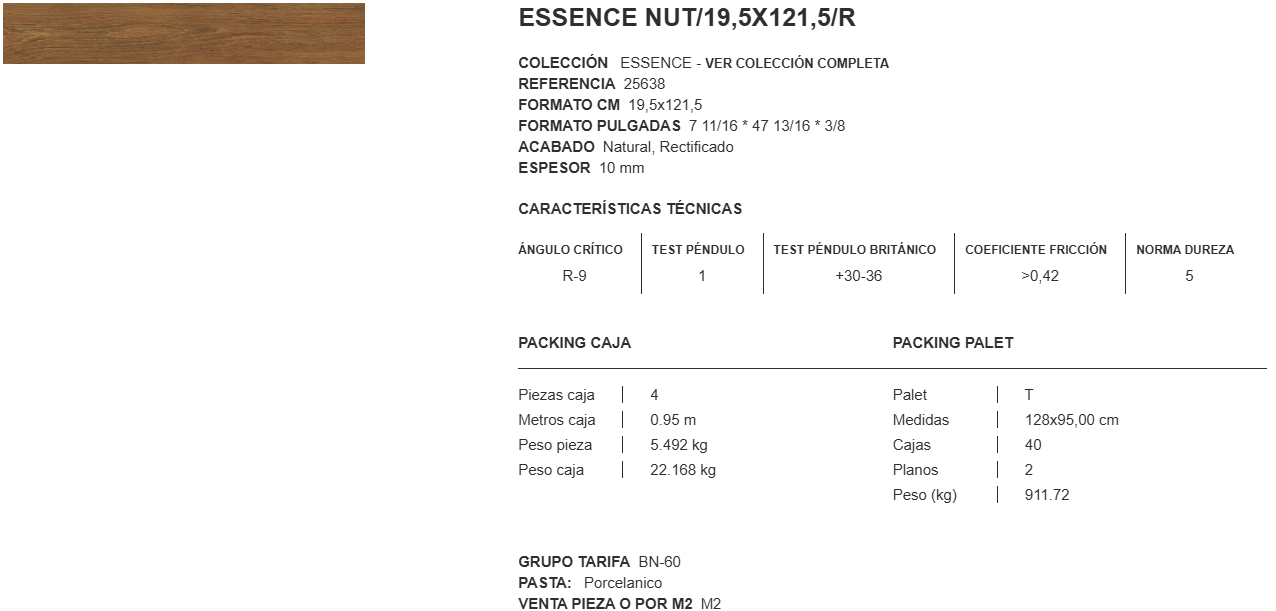 ESSENCE NUT/19,5X121,5/R
COLECCIÓN ESSENCE - VER COLECCIÓN COMPLETA
REFERENCIA 25638
FORMATO CM 19,5x121,5
FORMATO PULGADAS 7 11/16 * 47 13/16 * 3/8
ACABADO Natural, Rectificado
ESPESOR 10 mm
CARACTERÍSTICAS TÉCNICAS
ÁNGULO CRÍTICO TEST PÉNDULO TEST PÉNDULO BRITÁNICO COEFICIENTE FRICCIÓN NORMA DUREZA
R-9 1 +30-36 >0,42 5
PACKING CAJA PACKING PALET
Piezas caja 4 Palet T
Metros caja 0.95 m Medidas 128x95,00 cm
Peso pieza 5.492 kg Cajas 40
Peso caja 22.168 kg Planos 2
Peso (kg) 911.72
GRUPO TARIFA BN-60
PASTA: Porcelanico
VENTA PIEZA O POR M2 M2